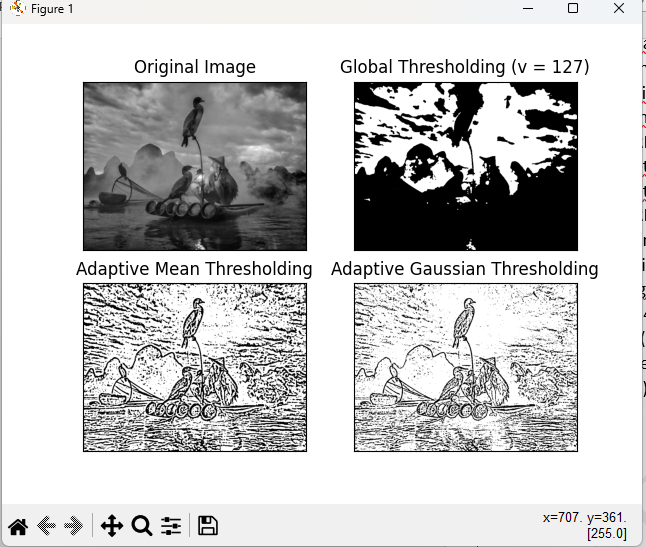 Figure 1
Original Image
Global Thresholding (v = 127)
Adaptive Mean Thresholding
Adaptive Gaussian Thresholding
x=707. y=361.
[255.0]